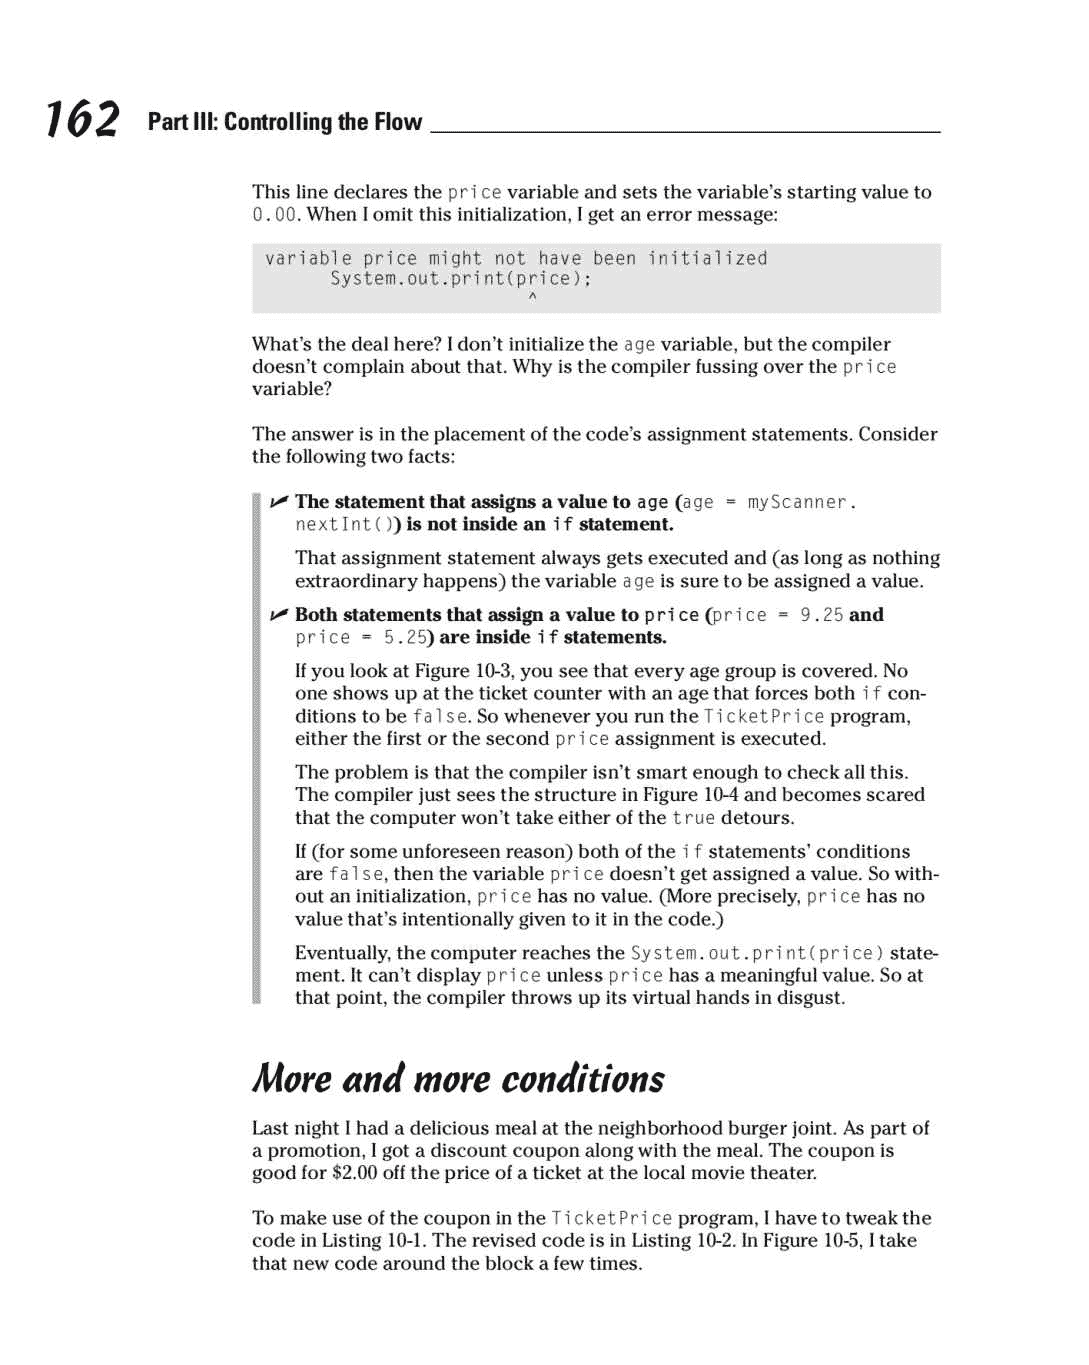 162 Part III: Controlling the Flow
This line declares the price variable and sets the variable's starting value to
0.00. When I omit this initialization, I get an error message:
variable price might not have been initialized
System.out.print(price);
^
What's the deal here? I don't initialize the age variable, but the compiler
doesn't complain about that. Why is the compiler fussing over the price
variable?
The answer is in the placement of the code's assignment statements. Consider
the following two facts:
✓ The statement that assigns a value to age (age = myScanner.
nextInt()) is not inside an if statement.
That assignment statement always gets executed and (as long as nothing
extraordinary happens) the variable age is sure to be assigned a value.
✓ Both statements that assign a value to price (price = 9.25 and
price = 5.25) are inside if statements.
If you look at Figure 10-3, you see that every age group is covered. No
one shows up at the ticket counter with an age that forces both if con-
ditions to be false. So whenever you run the TicketPrice program,
either the first or the second price assignment is executed.
The problem is that the compiler isn't smart enough to check all this.
The compiler just sees the structure in Figure 10-4 and becomes scared
that the computer won't take either of the true detours.
If (for some unforeseen reason) both of the if statements' conditions
are false, then the variable price doesn't get assigned a value. So with-
out an initialization, price has no value. (More precisely, price has no
value that's intentionally given to it in the code.)
Eventually, the computer reaches the System.out.print(price) state-
ment. It can't display price unless price has a meaningful value. So at
that point, the compiler throws up its virtual hands in disgust.
More and more conditions
Last night I had a delicious meal at the neighborhood burger joint. As part of
a promotion, I got a discount coupon along with the meal. The coupon is
good for $2.00 off the price of a ticket at the local movie theater.
To make use of the coupon in the TicketPrice program, I have to tweak the
code in Listing 10-1. The revised code is in Listing 10-2. In Figure 10-5, I take
that new code around the block a few times.